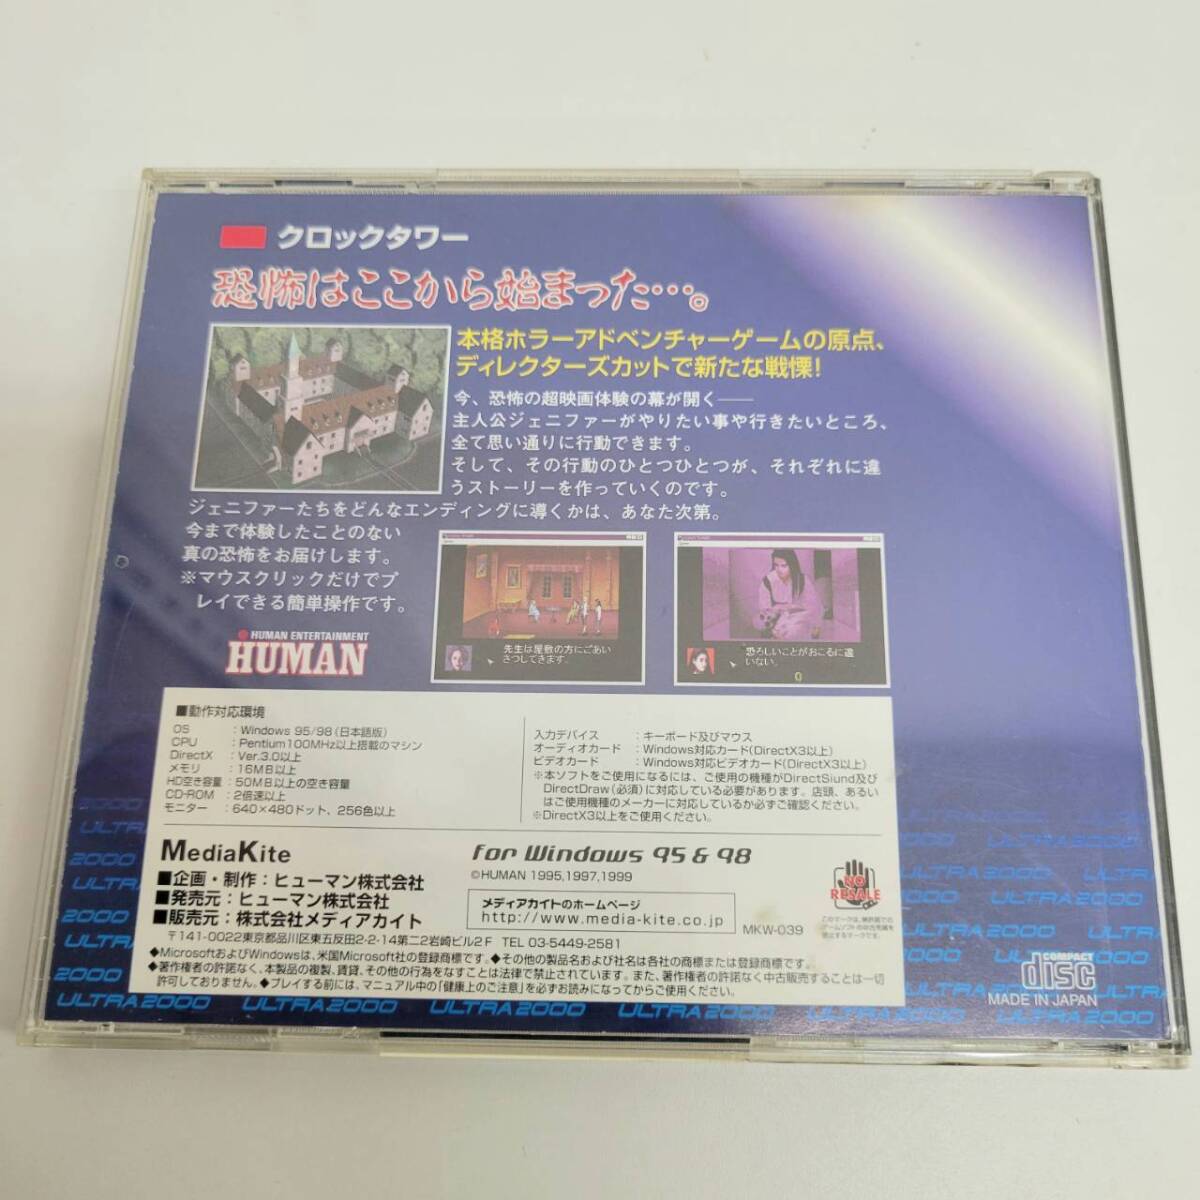 クロックタワー
恐怖はここから始まった…。
本格ホラーアドベンチャーゲームの原点、
ディレクターズカットで新たな戦慄!
今、恐怖の超映画体験の幕が開く――
主人公ジェニファーがやりたい事や行きたいところ、
全て思い通りに行動できます。
そして、その行動のひとつひとつが、それぞれに違
うストーリーを作っていくのです。
ジェニファーたちをどんなエンディングに導くかは、あなた次第。
今まで体験したことのない
真の恐怖をお届けします。
※マウスクリックだけでプ
レイできる簡単操作です。
HUMAN ENTERTAINMENT
HUMAN
先生は屋敷の方にごあい
さつしてきます。
恐ろしいことがおこるに違
いない。
0
■動作対応環境
OS :Windows 95/98(日本語版)
CPU :Pentium100MHz以上搭載のマシン
DirectX :Ver.3.0以上
メモリ :16MB以上
HD空き容量:50MB以上の空き容量
CD-ROM :2倍速以上
モニター :640×480ドット、256色以上
入力デバイス :キーボード及びマウス
オーディオカード :Windows対応カード(DirectX3以上)
ビデオカード :Windows対応ビデオカード(DirectX3以上)
※本ソフトをご使用になるには、ご使用の機種がDirectSiund及び
DirectDraw(必須)に対応している必要があります。店頭、あるい
はご使用機種のメーカーに対応しているか必ずご確認ください。
※DirectX3以上をご使用ください。
MediaKite
■企画・制作:ヒューマン株式会社
■発売元:ヒューマン株式会社
■販売元:株式会社メディアカイト
for Windows 95 & 98
©HUMAN 1995,1997,1999
メディアカイトのホームページ
http://www.media-kite.co.jp
MKW-039
NO
RESALE
〒141-0022東京都品川区東五反田2-2-14第二2岩崎ビル2F TEL 03-5449-2581
◆MicrosoftおよびWindowsは、米国Microsoft社の登録商標です。◆その他の製品名および社名は各社の商標または登録商標です。
◆著作権者の許諾なく、本製品の複製、賃貸、その他の行為をなすことは法律で禁止されています。また、著作権者の許諾なく中古販売することは一切
許可しておりません。◆プレイする前には、マニュアル中の「健康上のご注意」を必ずお読みになってからご使用ください。
COMPACT
disc
MADE IN JAPAN
ULTRA2000 ULTRA2000 ULTRA2000 ULTRA2000 ULTRA2000 ULTRA2000